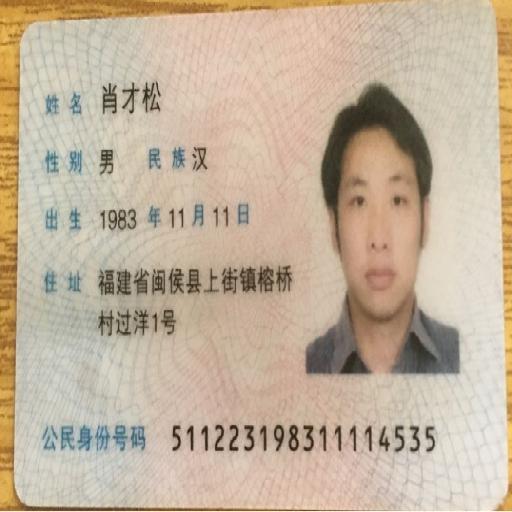 姓名 肖才松
性别 男 民族 汉
出生 1983 年 11 月 11 日
住址 福建省闽侯县上街镇榕桥
村过洋1号
公民身份号码 511223198311114535